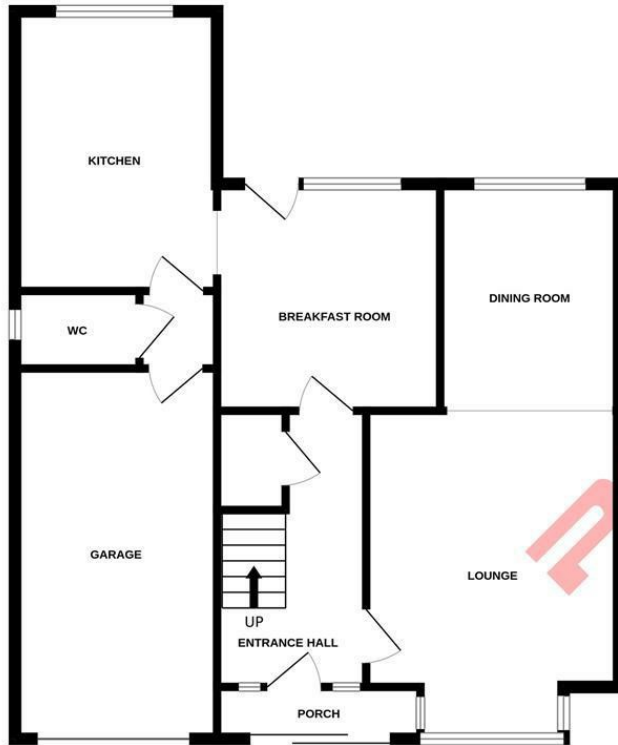 KITCHEN
DINING ROOM
BREAKFAST ROOM
WC
GARAGE
LOUNGE
UP
ENTRANCE HALL
PORCH